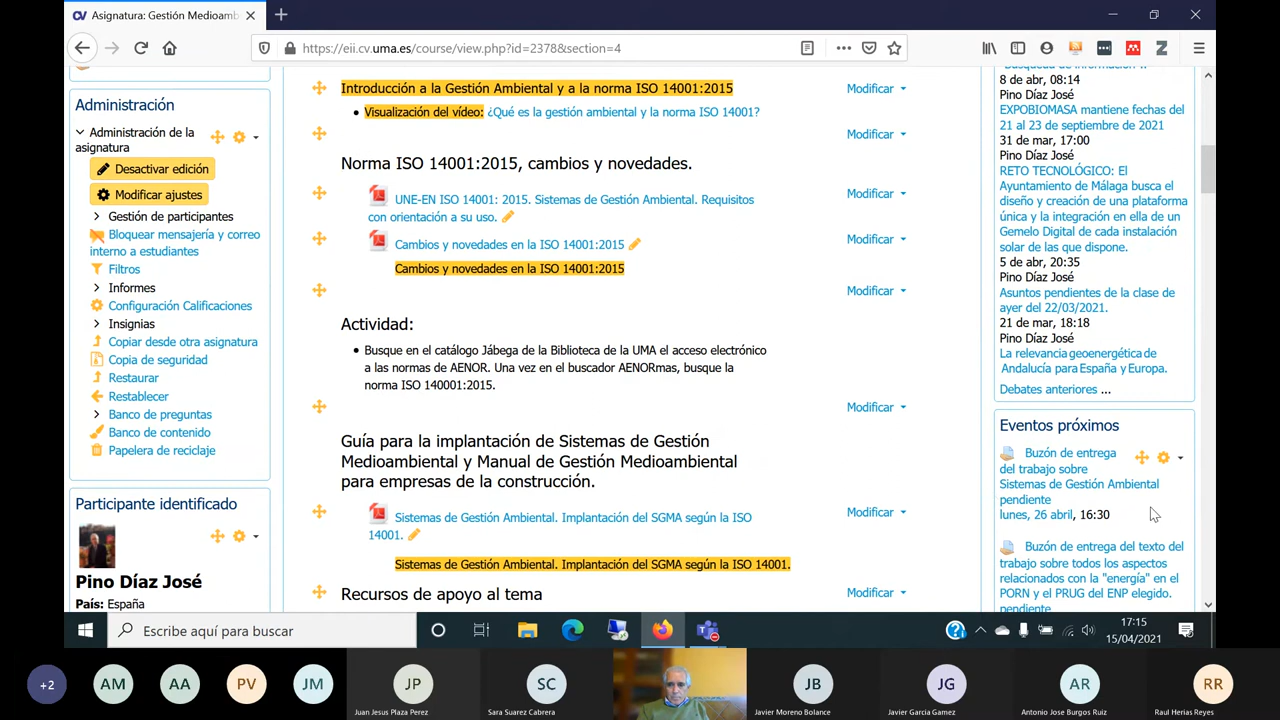 Asignatura: Gestión Medioamb
https://eii.cv.uma.es/course/view.php?id=2378&section=4
Administración
Administración de la
asignatura
Desactivar edición
Modificar ajustes
Gestión de participantes
Bloquear mensajería y correo
interno a estudiantes
Filtros
Informes
Configuración Calificaciones
Insignias
Copiar desde otra asignatura
Copia de seguridad
Restaurar
Restablecer
Banco de preguntas
Banco de contenido
Papelera de reciclaje
Participante identificado
Pino Díaz José
País: España
Introducción a la Gestión Ambiental y a la norma ISO 14001:2015
Modificar
Visualización del vídeo: ¿Qué es la gestión ambiental y la norma ISO 14001?
Modificar
Norma ISO 14001:2015, cambios y novedades.
UNE-EN ISO 14001: 2015. Sistemas de Gestión Ambiental. Requisitos
con orientación a su uso.
Modificar
Cambios y novedades en la ISO 14001:2015
Modificar
Cambios y novedades en la ISO 14001:2015
Modificar
Actividad:
Busque en el catálogo Jábega de la Biblioteca de la UMA el acceso electrónico
a las normas de AENOR. Una vez en el buscador AENORmas, busque la
norma ISO 140001:2015.
Modificar
Guía para la implantación de Sistemas de Gestión
Medioambiental y Manual de Gestión Medioambiental
para empresas de la construcción.
Sistemas de Gestión Ambiental. Implantación del SGMA según la ISO
14001.
Modificar
Sistemas de Gestión Ambiental. Implantación del SGMA según la ISO 14001.
Recursos de apoyo al tema
Modificar
8 de abr, 08:14
Pino Díaz José
EXPOBIOMASA mantiene fechas del
21 al 23 de septiembre de 2021
31 de mar, 17:00
Pino Díaz José
RETO TECNOLÓGICO: El
Ayuntamiento de Málaga busca el
diseño y creación de una plataforma
única y la integración en ella de un
Gemelo Digital de cada instalación
solar de las que dispone.
5 de abr, 20:35
Pino Díaz José
Asuntos pendientes de la clase de
ayer del 22/03/2021.
21 de mar, 18:18
Pino Díaz José
La relevancia geoenergética de
Andalucía para España y Europa.
Debates anteriores ...
Eventos próximos
Buzón de entrega
del trabajo sobre
Sistemas de Gestión Ambiental
pendiente
lunes, 26 abril, 16:30
Buzón de entrega del texto del
trabajo sobre todos los aspectos
relacionados con la "energía" en el
PORN y el PRUG del ENP elegido.
pendiente
Escribe aquí para buscar
17:15
15/04/2021
+2
AM
AA
PV
JM
JP
Juan Jesus Plaza Perez
SC
Sara Suarez Cabrera
JB
Javier Moreno Bolance
JG
Javier Garcia Gamez
AR
Antonio Jose Burgos Ruiz
RR
Raul Herias Reyes